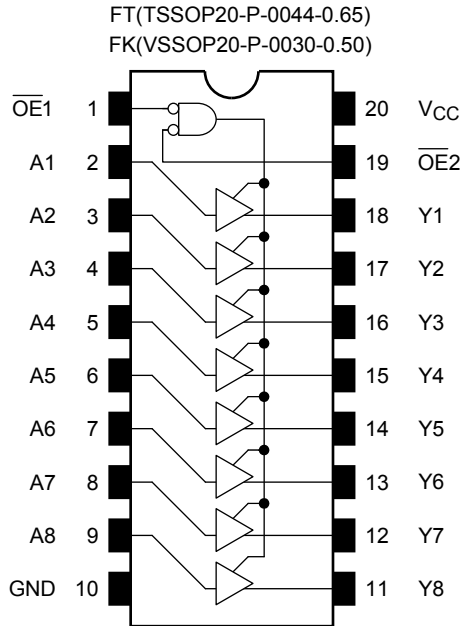 FT(TSSOP20-P-0044-0.65)
FK(VSSOP20-P-0030-0.50)
O̅E̅1 1 20 VCC
A1 2 19 O̅E̅2
A2 3 18 Y1
A3 4 17 Y2
A4 5 16 Y3
A5 6 15 Y4
A6 7 14 Y5
A7 8 13 Y6
A8 9 12 Y7
GND 10 11 Y8